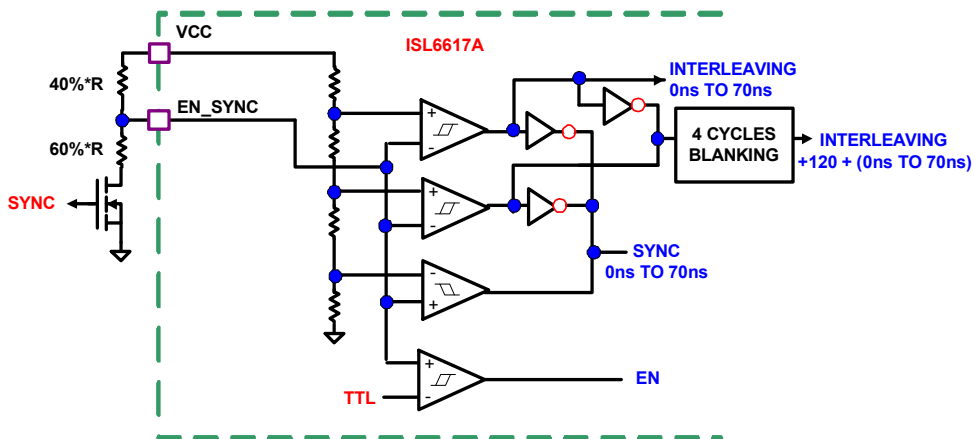 VCC
ISL6617A
40%*R
EN_SYNC
60%*R
SYNC
+
-
+
-
-
+
+
-
TTL
INTERLEAVING
0ns TO 70ns
4 CYCLES
BLANKING
INTERLEAVING
+120 + (0ns TO 70ns)
SYNC
0ns TO 70ns
EN